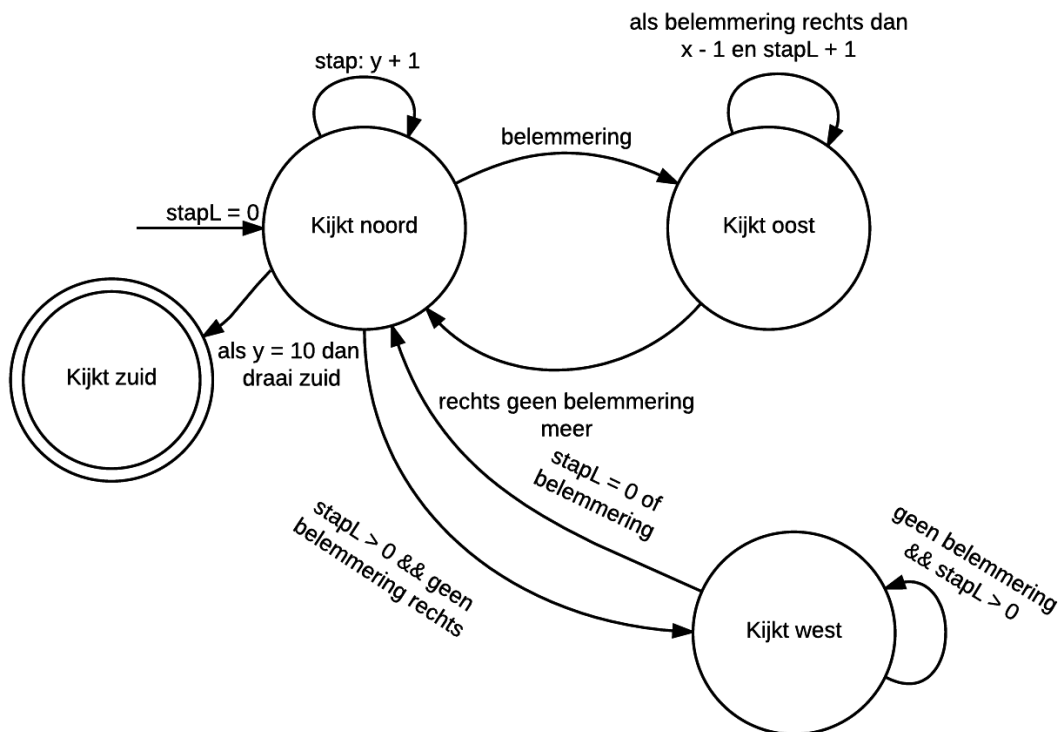 als belemmering rechts dan
x - 1 en stapL + 1
stap: y + 1
belemmering
stapL = 0
Kijkt noord
Kijkt oost
als y = 10 dan
draai zuid
Kijkt zuid
rechts geen belemmering
meer
stapL = 0 of
belemmering
stapL > 0 && geen
belemmering rechts
geen belemmering
&& stapL > 0
Kijkt west